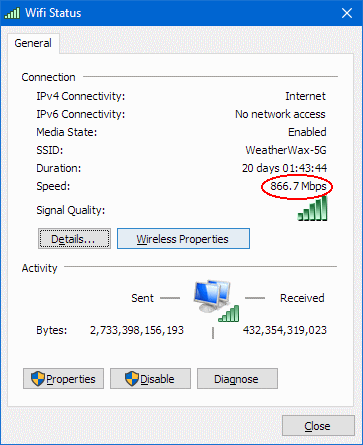 Wifi Status
General
Connection
IPv4 Connectivity: Internet
IPv6 Connectivity: No network access
Media State: Enabled
SSID: WeatherWax-5G
Duration: 20 days 01:43:44
Speed: 866.7 Mbps
Signal Quality:
Details... Wireless Properties
Activity
Sent Received
Bytes: 2,733,398,156,193 432,354,319,023
Properties Disable Diagnose
Close